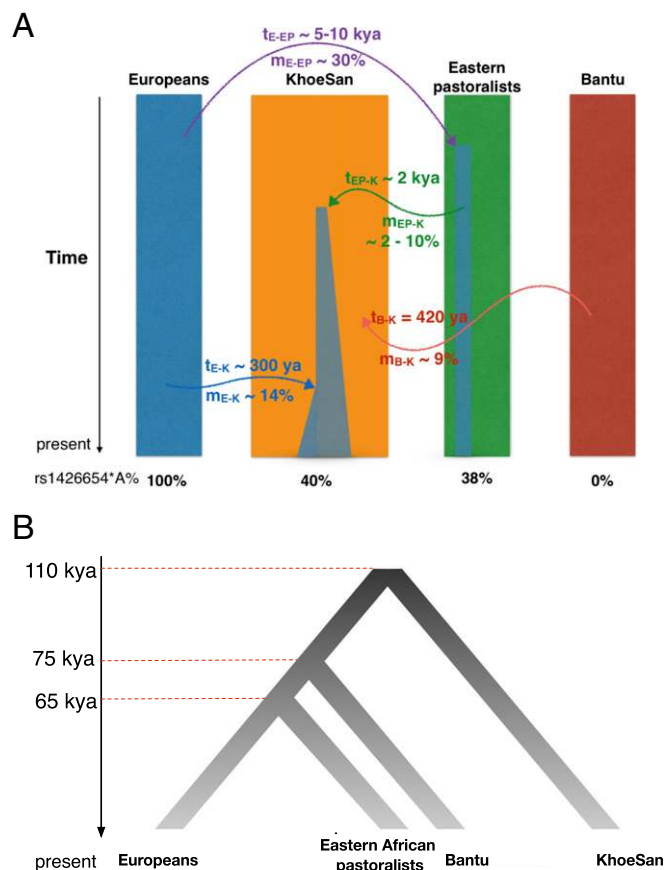 A
tE-EP ~ 5-10 kya
mE-EP ~ 30%
Europeans
KhoeSan
Eastern
pastoralists
Bantu
tEP-K ~ 2 kya
mEP-K
~ 2 - 10%
Time
tB-K = 420 ya
mB-K ~ 9%
tE-K ~ 300 ya
mE-K ~ 14%
present
rs1426654*A% 100% 40% 38% 0%
B
110 kya
75 kya
65 kya
present Europeans Eastern African
pastoralists Bantu KhoeSan